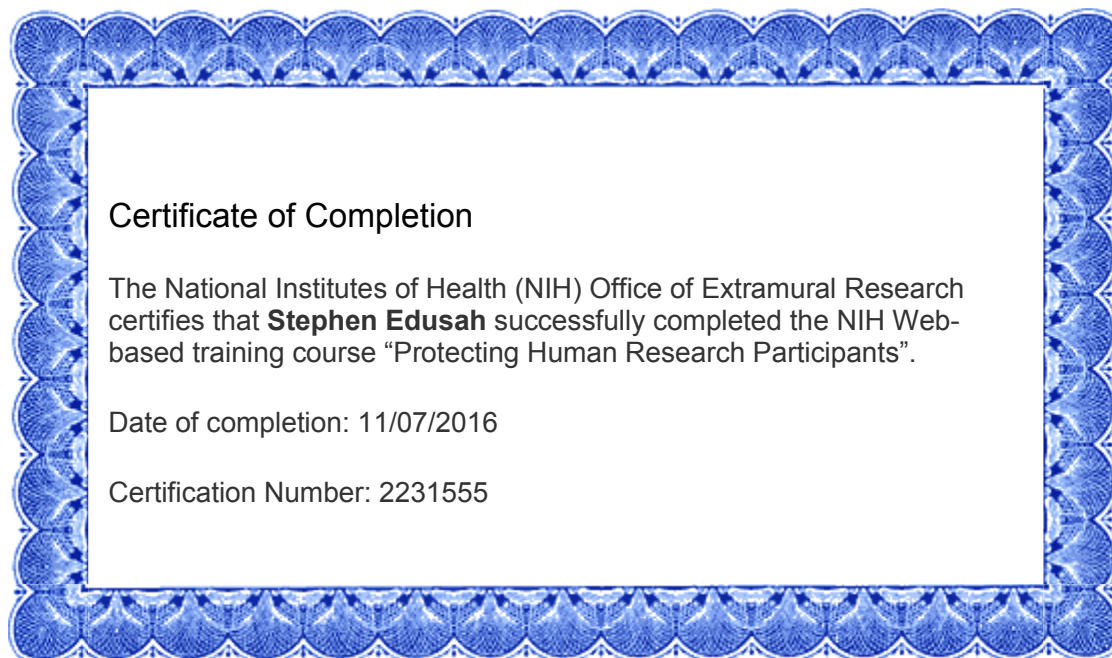 Certificate of Completion
The National Institutes of Health (NIH) Office of Extramural Research
certifies that Stephen Edusah successfully completed the NIH Web-
based training course “Protecting Human Research Participants”.
Date of completion: 11/07/2016
Certification Number: 2231555